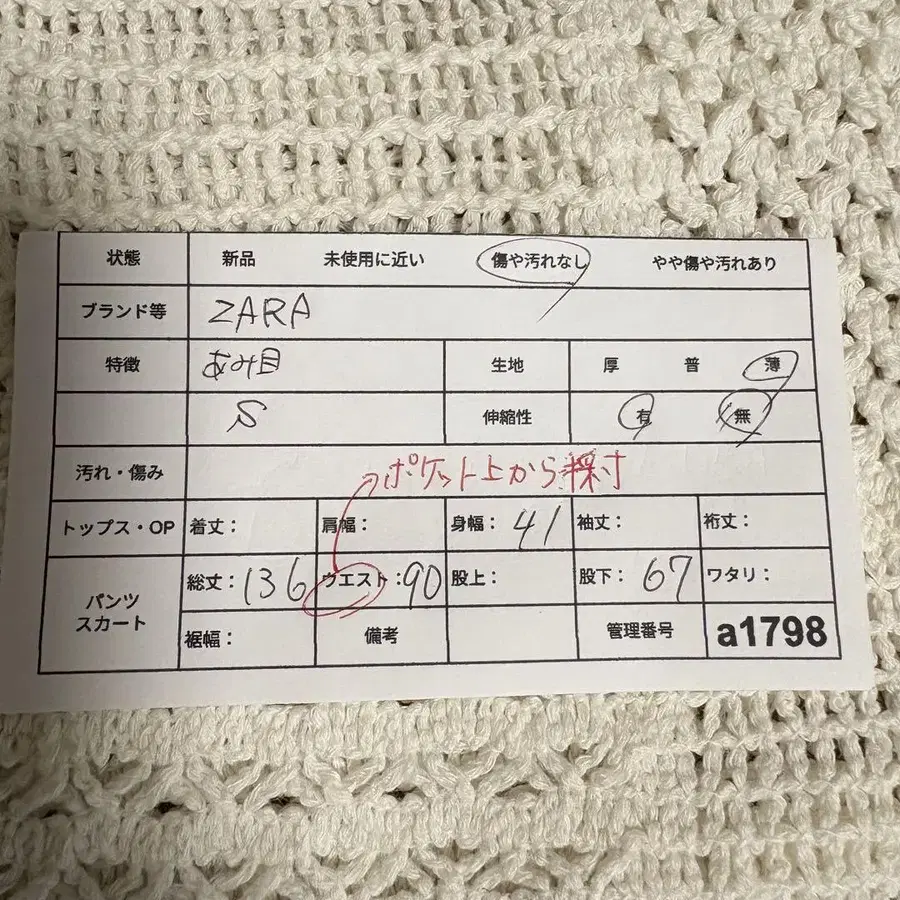 状態 新品 未使用に近い 傷や汚れなし やや傷や汚れあり
ブランド等 ZARA
特徴 あみ目 生地 厚 普 薄
S 伸縮性 有 無
汚れ・傷み ポケット上から採寸
トップス・OP 着丈: 肩幅: 身幅: 41 袖丈: 裄丈:
パンツ スカート 総丈: 136 ウエスト: 90 股上: 股下: 67 ワタリ:
裾幅: 備考 管理番号 a1798